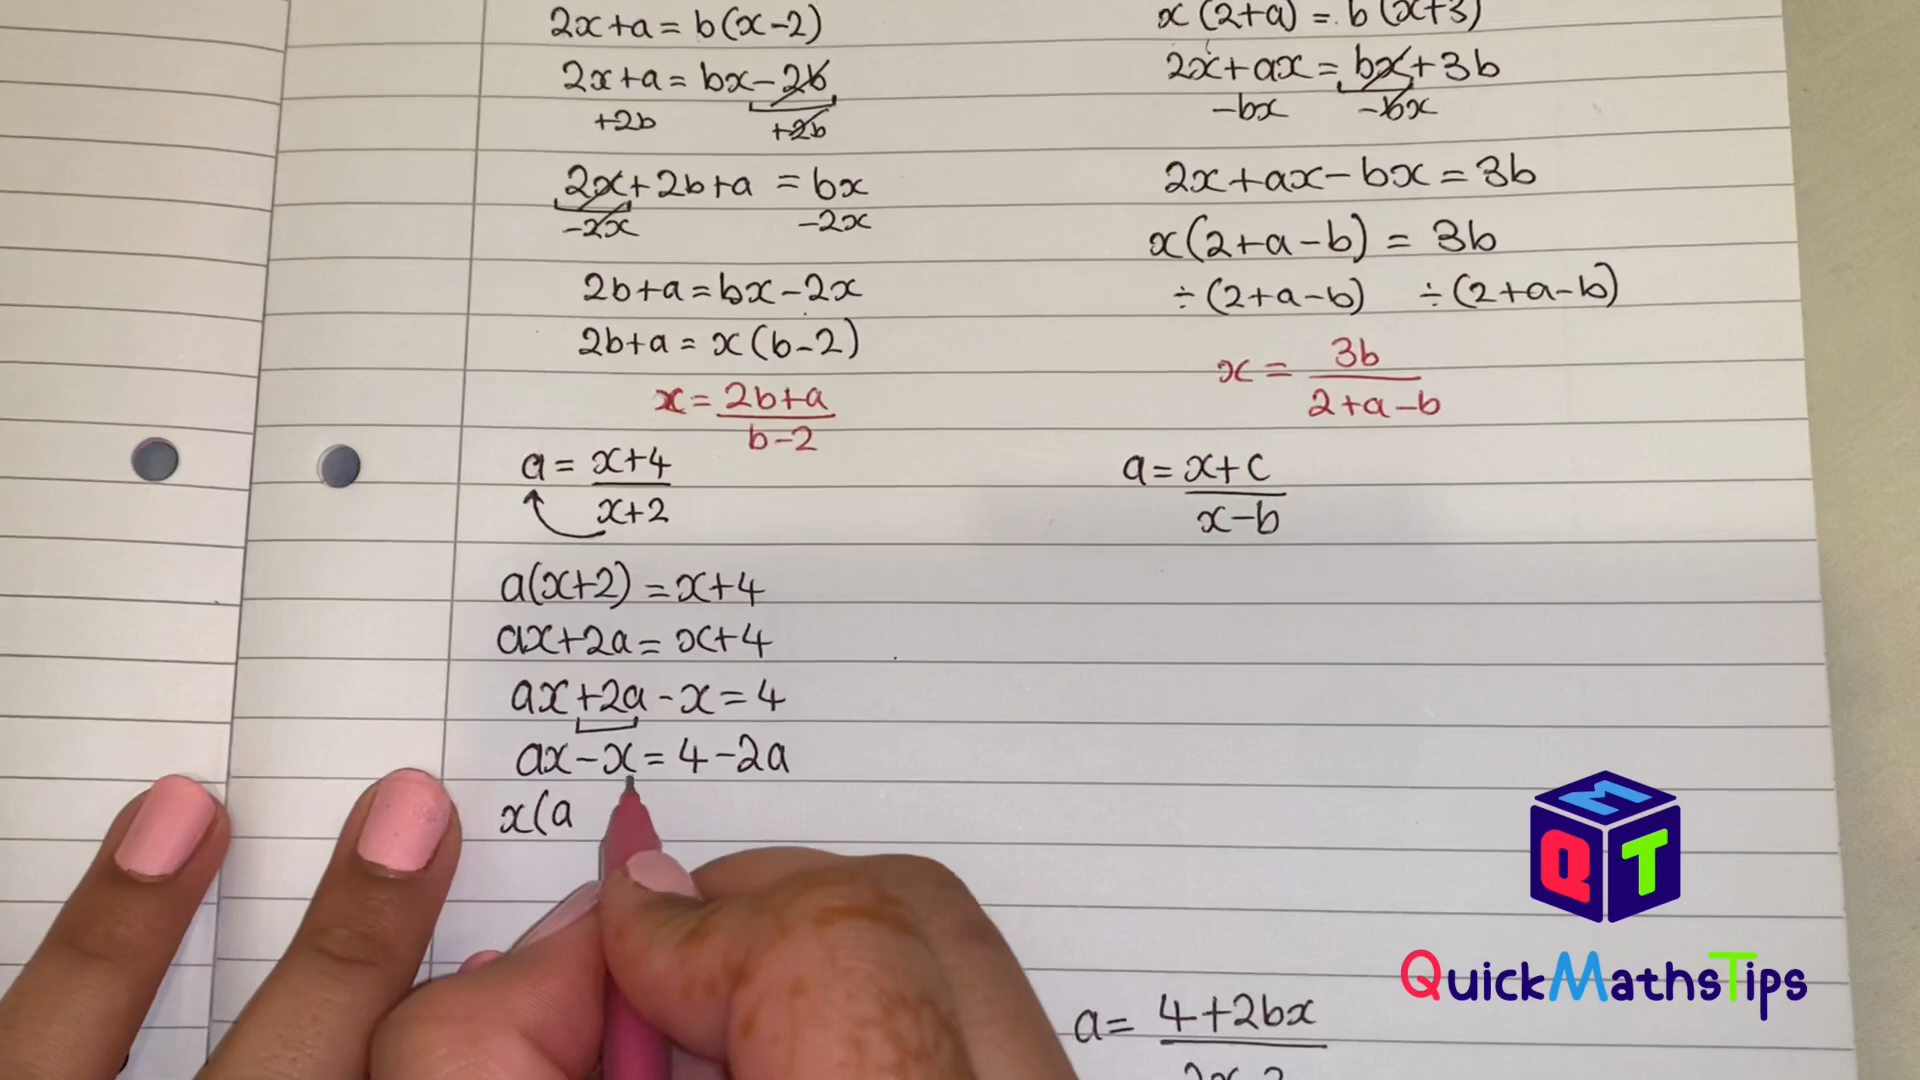 2x+a = b(x-2)
2x+a = bx-2b
+2b +2b
2x+2b+a = bx
-2x -2x
2b+a = bx-2x
2b+a = x(b-2)
x = 2b+a
b-2
x(2+a) = b(x+3)
2x+ax = bx+3b
-bx -bx
2x+ax-bx = 3b
x(2+a-b) = 3b
÷(2+a-b) ÷(2+a-b)
x = 3b
2+a-b
a = x+4
x+2
a(x+2) = x+4
ax+2a = x+4
ax+2a-x = 4
ax-x = 4-2a
x(a
a = x+c
x-b
a = 4+2bx
M
Q T
QuickMathsTips